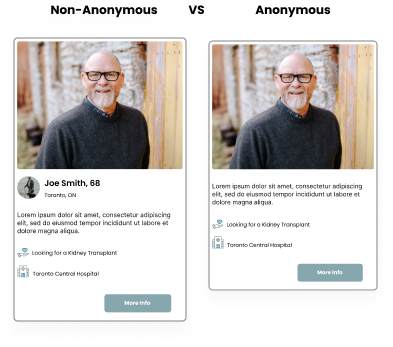 Non-Anonymous VS Anonymous
Joe Smith, 68
Toronto, ON
Lorem ipsum dolor sit amet, consectetur adipiscing
elit, sed do eiusmod tempor incididunt ut labore et
dolore magna aliqua.
Looking for a Kidney Transplant
Toronto Central Hospital
More Info
Lorem ipsum dolor sit amet, consectetur adipiscing
elit, sed do eiusmod tempor incididunt ut labore et
dolore magna aliqua.
Looking for a Kidney Transplant
Toronto Central Hospital
More Info